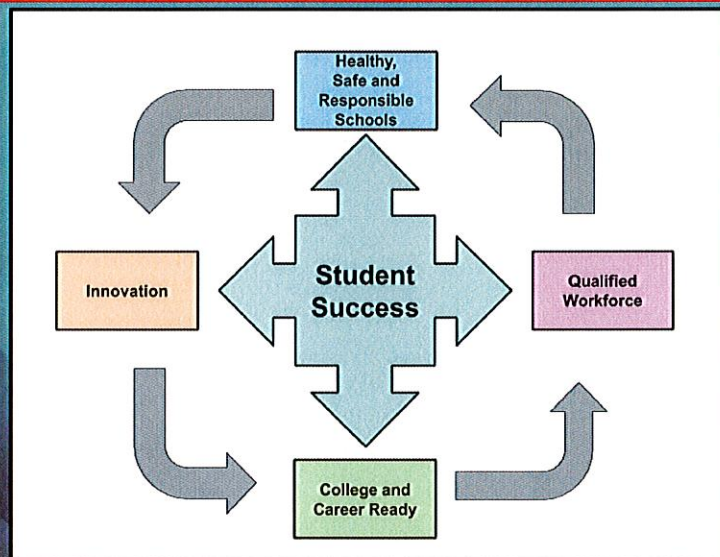 Healthy,
Safe and
Responsible
Schools
Innovation
Student
Success
Qualified
Workforce
College and
Career Ready